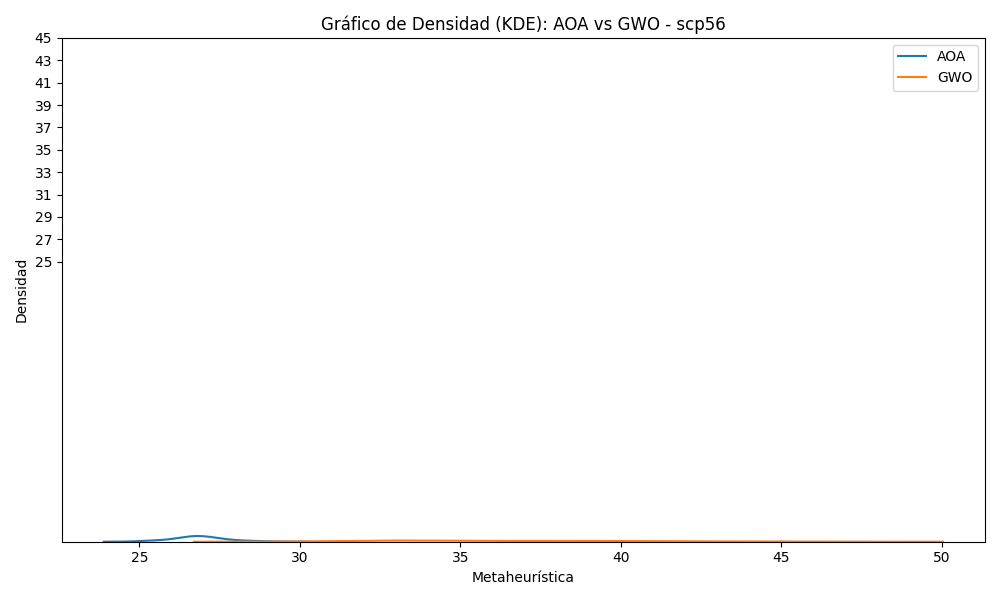 Gráfico de Densidad (KDE): AOA vs GWO - scp56
AOA
GWO
45
43
41
39
37
35
33
31
29
27
25
Densidad
25 30 35 40 45 50
Metaheurística